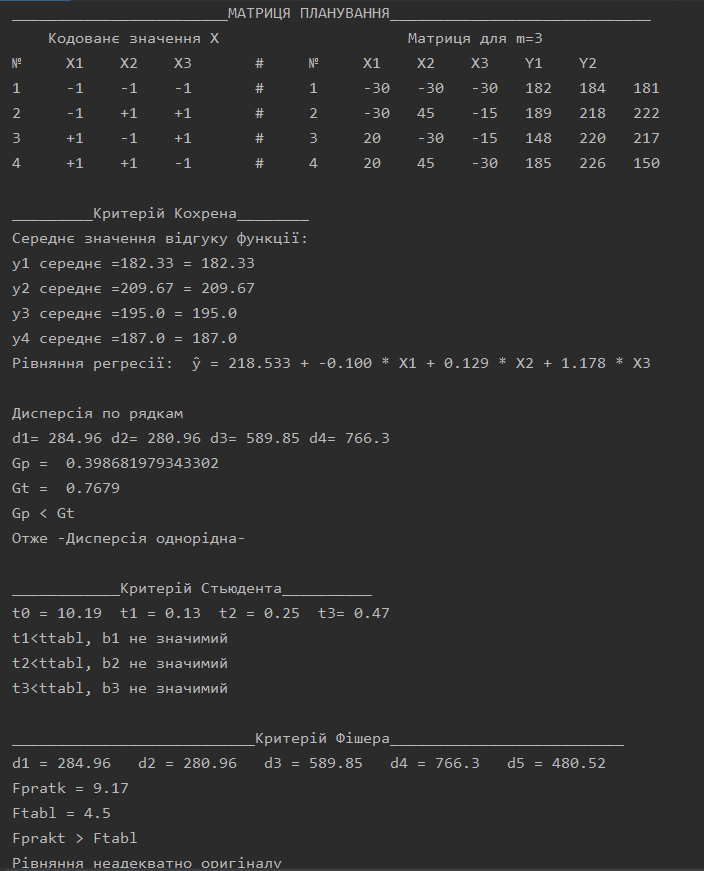 ________________________МАТРИЦЯ ПЛАНУВАННЯ_____________________________
Кодованє значення X Матриця для m=3
№ X1 X2 X3 # № X1 X2 X3 Y1 Y2
1 -1 -1 -1 # 1 -30 -30 -30 182 184 181
2 -1 +1 +1 # 2 -30 45 -15 189 218 222
3 +1 -1 +1 # 3 20 -30 -15 148 220 217
4 +1 +1 -1 # 4 20 45 -30 185 226 150
_________Критерій Кохрена________
Середнє значення відгуку функції:
y1 середнє =182.33 = 182.33
y2 середнє =209.67 = 209.67
y3 середнє =195.0 = 195.0
y4 середнє =187.0 = 187.0
Рівняння регресії: ŷ = 218.533 + -0.100 * X1 + 0.129 * X2 + 1.178 * X3
Дисперсія по рядкам
d1= 284.96 d2= 280.96 d3= 589.85 d4= 766.3
Gp = 0.398681979343302
Gt = 0.7679
Gp < Gt
Отже -Дисперсія однорідна-
____________Критерій Стьюдента__________
t0 = 10.19 t1 = 0.13 t2 = 0.25 t3= 0.47
t1<ttabl, b1 не значимий
t2<ttabl, b2 не значимий
t3<ttabl, b3 не значимий
___________________________Критерій Фішера__________________________
d1 = 284.96 d2 = 280.96 d3 = 589.85 d4 = 766.3 d5 = 480.52
Fpratk = 9.17
Ftabl = 4.5
Fprakt > Ftabl
Рівняння неадекватно оригіналу